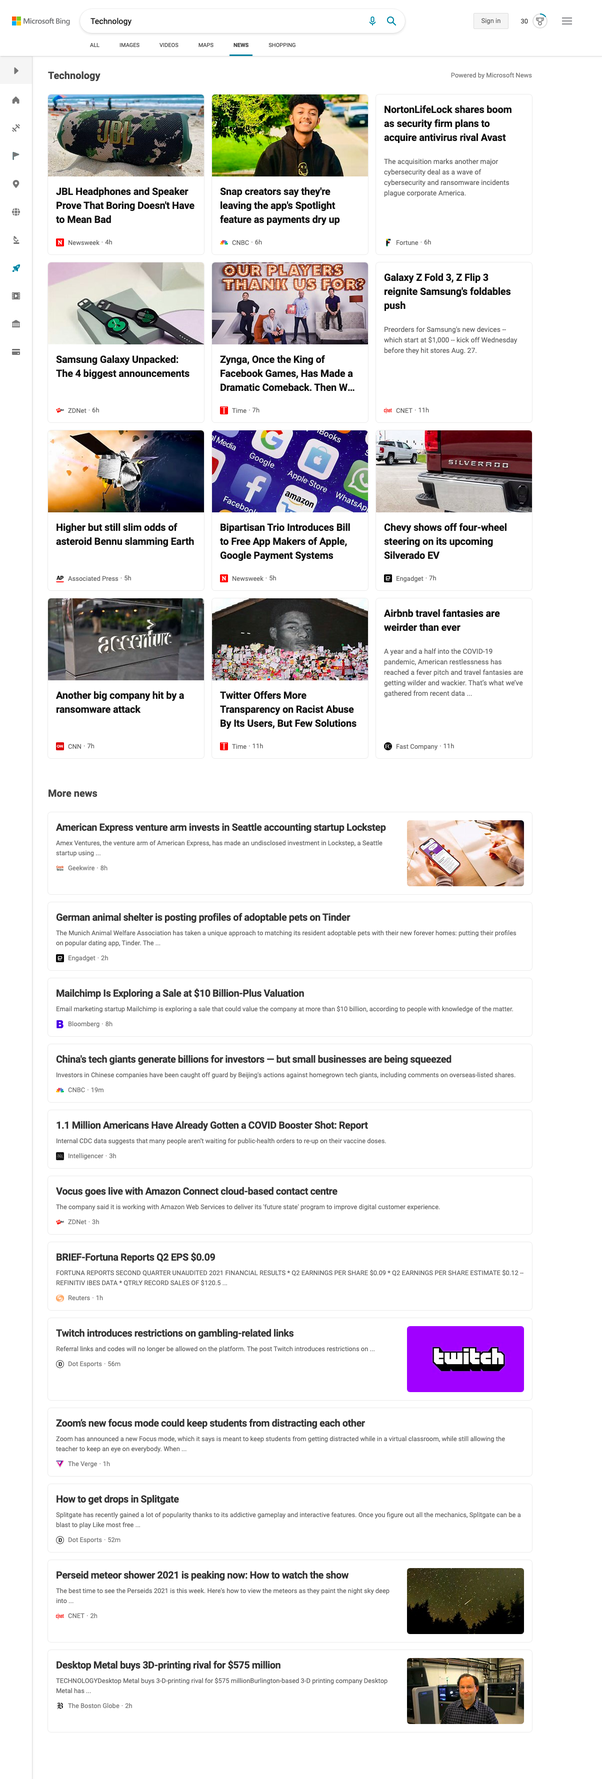 Microsoft Bing
Technology
Sign in
30
ALL
IMAGES
VIDEOS
MAPS
NEWS
SHOPPING
Technology
Powered by Microsoft News
JBL
JBL Headphones and Speaker
Prove That Boring Doesn't Have
to Mean Bad
Newsweek · 4h
Snap creators say they're
leaving the app's Spotlight
feature as payments dry up
CNBC · 6h
NortonLifeLock shares boom
as security firm plans to
acquire antivirus rival Avast
The acquisition marks another major
cybersecurity deal as a wave of
cybersecurity and ransomware incidents
plague corporate America.
Fortune · 6h
Samsung Galaxy Unpacked:
The 4 biggest announcements
ZDNet · 6h
OUR PLAYERS
THANK US FOR?
Zynga, Once the King of
Facebook Games, Has Made a
Dramatic Comeback. Then W...
Time · 7h
Galaxy Z Fold 3, Z Flip 3
reignite Samsung's foldables
push
Preorders for Samsung's new devices –
which start at $1,000 – kick off Wednesday
before they hit stores Aug. 27.
CNET · 11h
Higher but still slim odds of
asteroid Bennu slamming Earth
AP
Associated Press · 5h
Google
Apple Store
Facebook
amazon
WhatsApp
Bipartisan Trio Introduces Bill
to Free App Makers of Apple,
Google Payment Systems
Newsweek · 5h
SILVERADO
Chevy shows off four-wheel
steering on its upcoming
Silverado EV
Engadget · 7h
accenture
Another big company hit by a
ransomware attack
CNN · 7h
Twitter Offers More
Transparency on Racist Abuse
By Its Users, But Few Solutions
Time · 11h
Airbnb travel fantasies are
weirder than ever
A year and a half into the COVID-19
pandemic, American restlessness has
reached a fever pitch and travel fantasies are
getting wilder and wackier. That's what we've
gathered from recent data ...
Fast Company · 11h
More news
American Express venture arm invests in Seattle accounting startup Lockstep
Amex Ventures, the venture arm of American Express, has made an undisclosed investment in Lockstep, a Seattle
startup using ...
Geekwire · 8h
German animal shelter is posting profiles of adoptable pets on Tinder
The Munich Animal Welfare Association has taken a unique approach to matching its resident adoptable pets with their new forever homes: putting their profiles
on popular dating app, Tinder. The ...
Engadget · 2h
Mailchimp Is Exploring a Sale at $10 Billion-Plus Valuation
Email marketing startup Mailchimp is exploring a sale that could value the company at more than $10 billion, according to people with knowledge of the matter.
Bloomberg · 8h
China's tech giants generate billions for investors — but small businesses are being squeezed
Investors in Chinese companies have been caught off guard by Beijing's actions against homegrown tech giants, including comments on overseas-listed shares.
CNBC · 19m
1.1 Million Americans Have Already Gotten a COVID Booster Shot: Report
Internal CDC data suggests that many people aren't waiting for public-health orders to re-up on their vaccine doses.
Intelligencer · 3h
Vocus goes live with Amazon Connect cloud-based contact centre
The company said it is working with Amazon Web Services to deliver its 'future state' program to improve digital customer experience.
ZDNet · 3h
BRIEF-Fortuna Reports Q2 EPS $0.09
FORTUNA REPORTS SECOND QUARTER UNAUDITED 2021 FINANCIAL RESULTS * Q2 EARNINGS PER SHARE $0.09 * Q2 EARNINGS PER SHARE ESTIMATE $0.12 –
REFINITIV IBES DATA * QTRLY RECORD SALES OF $120.5 ...
Reuters · 1h
Twitch introduces restrictions on gambling-related links
Referral links and codes will no longer be allowed on the platform. The post Twitch introduces restrictions on ...
Dot Esports · 56m
twitch
Zoom's new focus mode could keep students from distracting each other
Zoom has announced a new Focus mode, which it says is meant to keep students from getting distracted while in a virtual classroom, while still allowing the
teacher to keep an eye on everybody. When ...
The Verge · 1h
How to get drops in Splitgate
Splitgate has recently gained a lot of popularity thanks to its addictive gameplay and interactive features. Once you figure out all the mechanics, Splitgate can be a
blast to play Like most free ...
Dot Esports · 52m
Perseid meteor shower 2021 is peaking now: How to watch the show
The best time to see the Perseids 2021 is this week. Here's how to view the meteors as they paint the night sky deep
into ...
CNET · 2h
Desktop Metal buys 3D-printing rival for $575 million
TECHNOLOGYDesktop Metal buys 3-D-printing rival for $575 millionBurlington-based 3-D printing company Desktop
Metal has ...
The Boston Globe · 2h